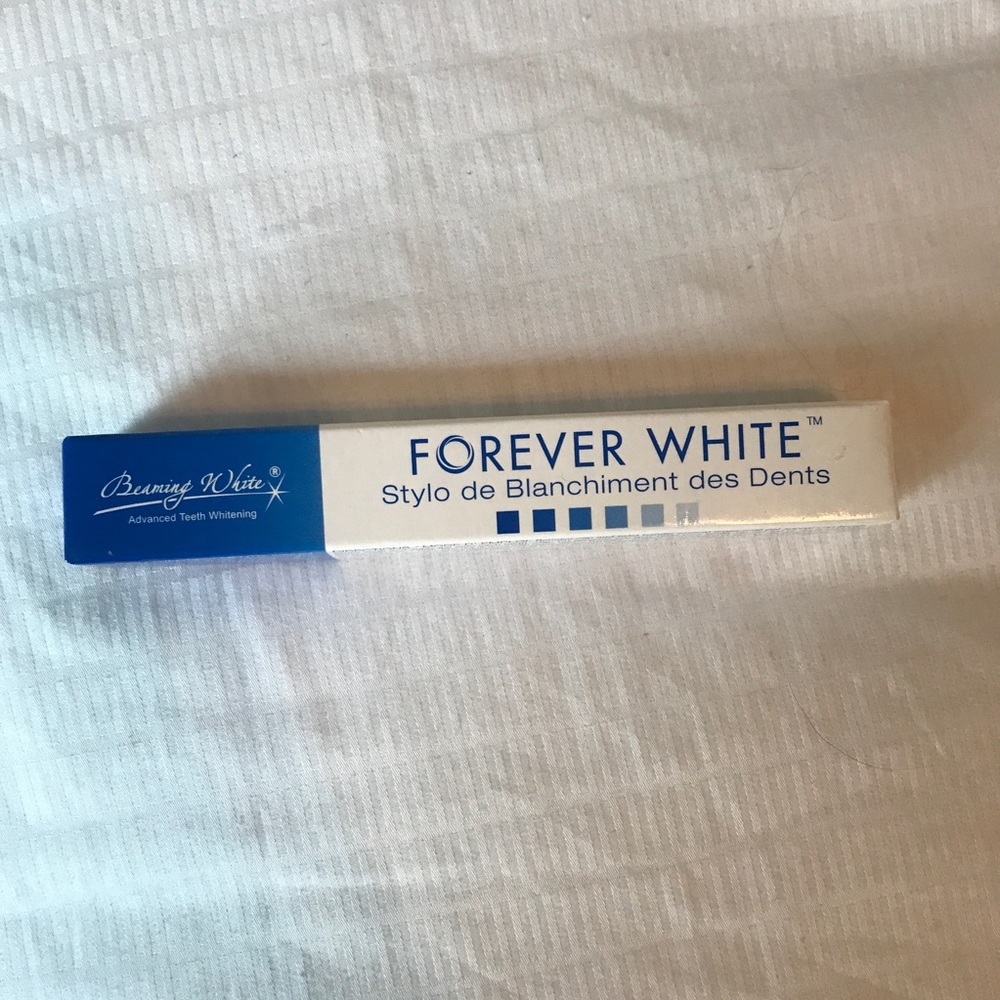 Beaming White®
Advanced Teeth Whitening
FOREVER WHITE™
Stylo de Blanchiment des Dents